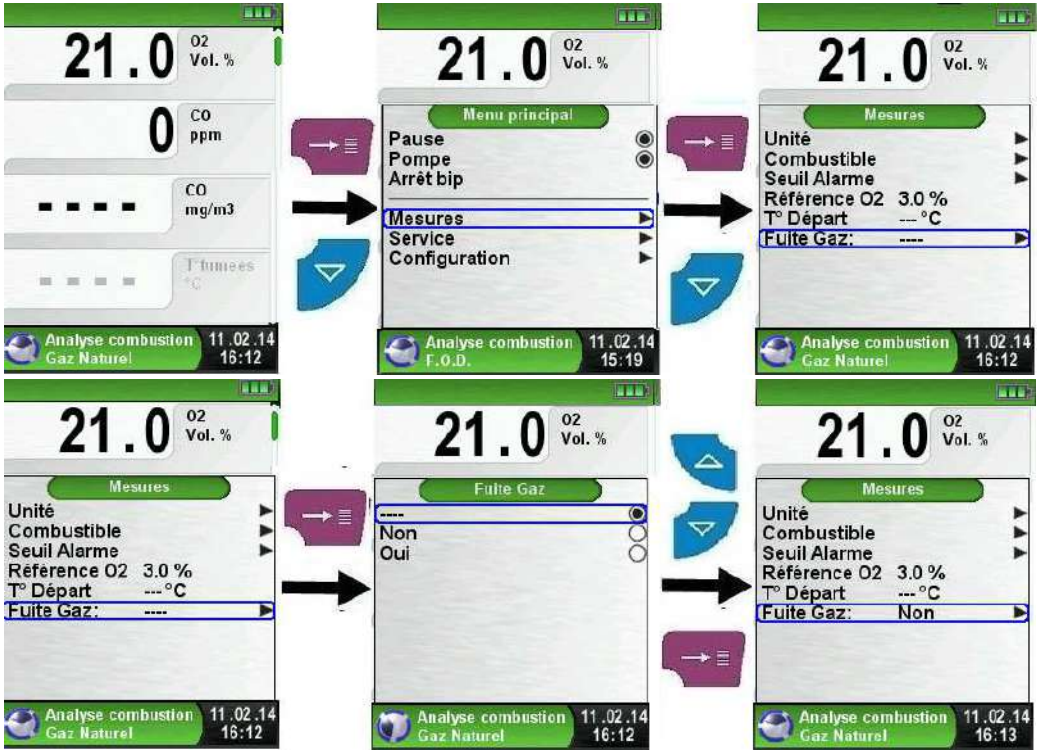 21.0 O2 Vol. %
0 CO ppm
---- CO mg/m3
---- T°fumées °C
Analyse combustion 11.02.14
Gaz Naturel 16:12
21.0 O2 Vol. %
Menu principal
Pause
Pompe
Arrêt bip
Mesures
Service
Configuration
Analyse combustion 11.02.14
F.O.D. 15:19
21.0 O2 Vol. %
Mesures
Unité
Combustible
Seuil Alarme
Référence O2 3.0 %
T° Départ --- °C
Fuite Gaz: ----
Analyse combustion 11.02.14
Gaz Naturel 16:12
21.0 O2 Vol. %
Mesures
Unité
Combustible
Seuil Alarme
Référence O2 3.0 %
T° Départ --- °C
Fuite Gaz: ----
Analyse combustion 11.02.14
Gaz Naturel 16:12
21.0 O2 Vol. %
Fuite Gaz
----
Non
Oui
Analyse combustion 11.02.14
Gaz Naturel 16:12
21.0 O2 Vol. %
Mesures
Unité
Combustible
Seuil Alarme
Référence O2 3.0 %
T° Départ --- °C
Fuite Gaz: Non
Analyse combustion 11.02.14
Gaz Naturel 16:13